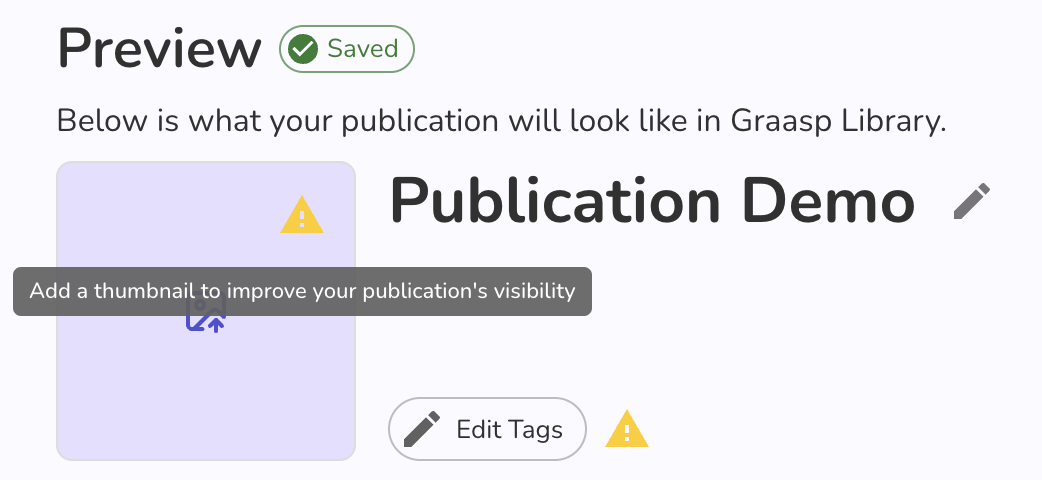 Preview
Saved
Below is what your publication will look like in Graasp Library.
Publication Demo
Add a thumbnail to improve your publication's visibility
Edit Tags